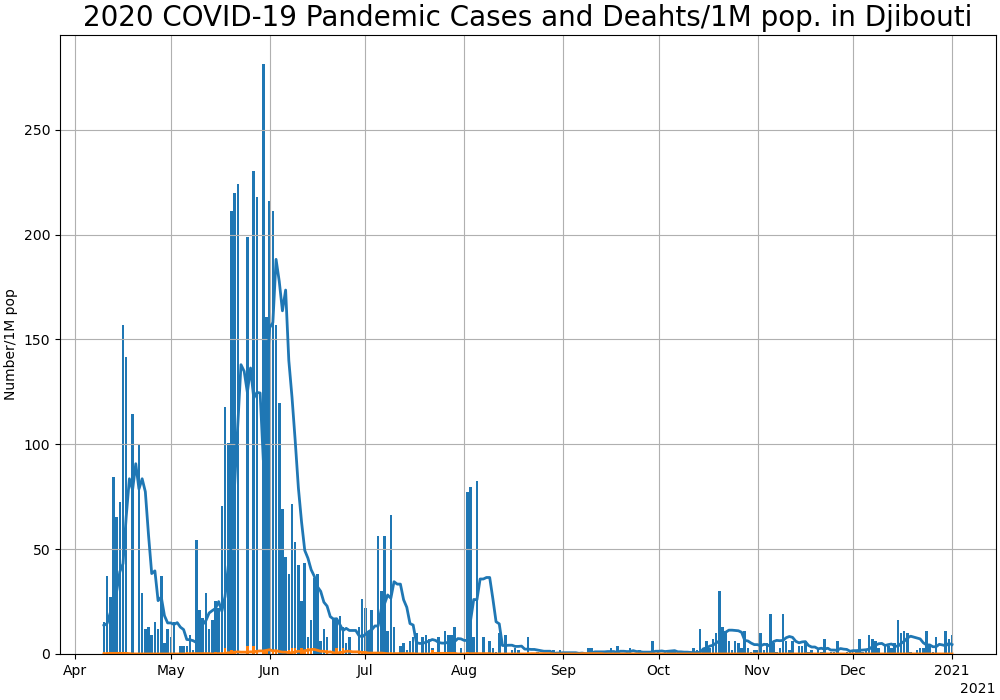 2020 COVID-19 Pandemic Cases and Deahts/1M pop. in Djibouti
Number/1M pop
250
200
150
100
50
0
Apr May Jun Jul Aug Sep Oct Nov Dec 2021
2021